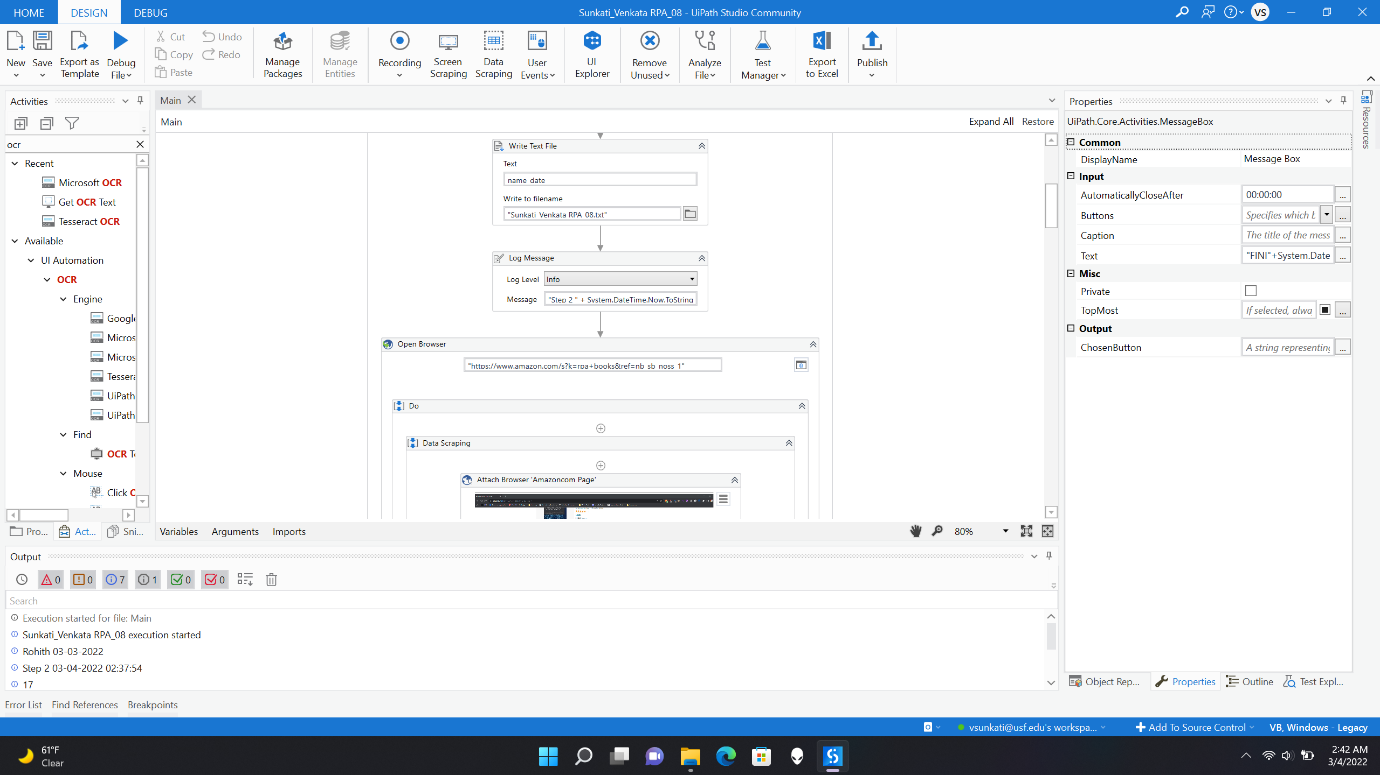 HOME DESIGN DEBUG Sunkati_Venkata RPA_08 - UiPath Studio Community VS
Cut Undo
Copy Redo
Paste
New Save Export as Template Debug File Manage Packages Manage Entities Recording Screen Scraping Data Scraping User Events UI Explorer Remove Unused Analyze File Test Manager Export to Excel Publish
Activities
ocr
Recent
Microsoft OCR
Get OCR Text
Tesseract OCR
Available
UI Automation
OCR
Engine
Googl
Micros
Micros
Tessera
UiPath
UiPath
Find
OCR T
Mouse
Click C
Pro... Act... Sni...
Main
Main Expand All Restore
Write Text File
Text
name_date
Write to filename
"Sunkati_Venkata RPA_08.txt"
Log Message
Log Level Info
Message "Step 2 " + System.DateTime.Now.ToString
Open Browser
"https://www.amazon.com/s?k=rpa+books&ref=nb_sb_noss_1"
Do
Data Scraping
Attach Browser 'Amazoncom Page'
Variables Arguments Imports 80%
Properties
UiPath.Core.Activities.MessageBox
Common
DisplayName Message Box
Input
AutomaticallyCloseAfter 00:00:00 ...
Buttons Specifies which b ...
Caption The title of the mess ...
Text "FINI"+System.Date ...
Misc
Private
TopMost If selected, alwa ...
Output
ChosenButton A string representing ...
Object Rep... Properties Outline Test Expl...
Resources
Output
0 0 7 1 0 0
Search
Execution started for file: Main
Sunkati_Venkata RPA_08 execution started
Rohith 03-03-2022
Step 2 03-04-2022 02:37:54
17
Error List Find References Breakpoints
vsunkati@usf.edu's workspa... Add To Source Control VB, Windows - Legacy
61°F
Clear
2:42 AM
3/4/2022